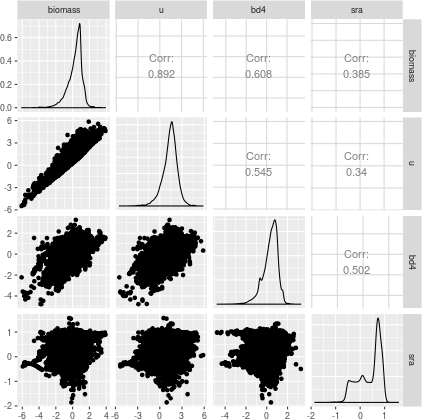 biomass u bd4 sra
0.6 Corr: Corr: Corr: biomass
0.4 0.892 0.608 0.385
0.2
0.0
6 Corr: Corr: u
3 0.545 0.34
0
-3
-6
2 Corr: bd4
0 0.502
-2
-4
1 sra
0
-1
-2
-6 -4 -2 0 2 4 -6 -3 0 3 6 -4 -2 0 2 -2 -1 0 1